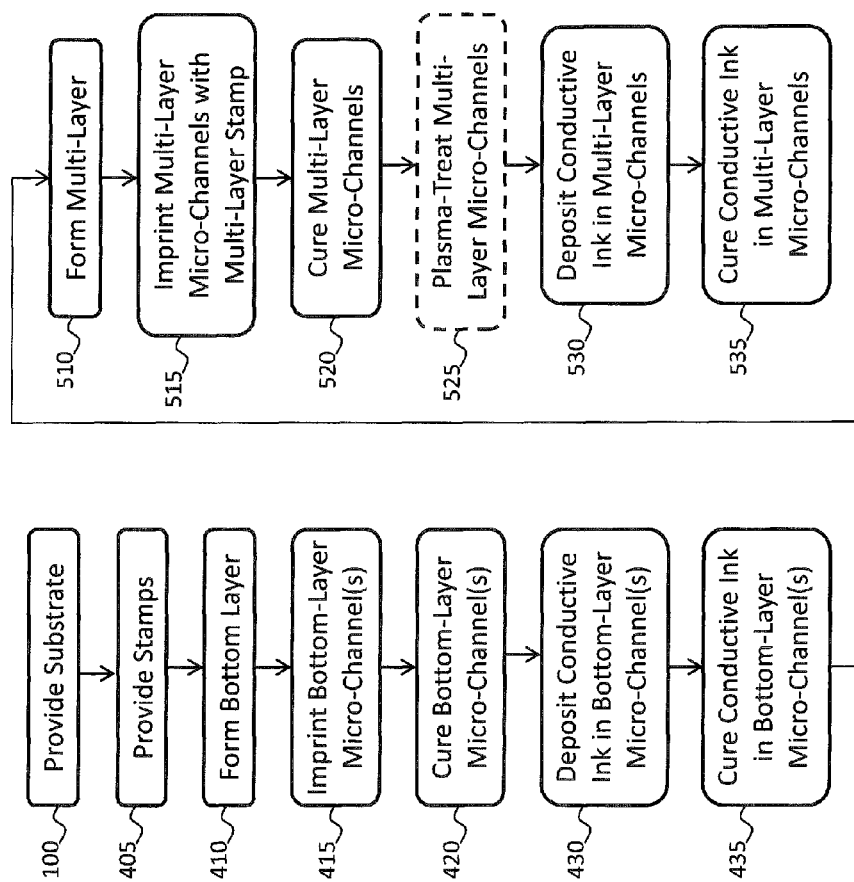 100
Provide Substrate
405
Provide Stamps
410
Form Bottom Layer
415
Imprint Bottom-Layer
Micro-Channel(s)
420
Cure Bottom-Layer
Micro-Channel(s)
430
Deposit Conductive
Ink in Bottom-Layer
Micro-Channel(s)
435
Cure Conductive Ink
in Bottom-Layer
Micro-Channel(s)
510
Form Multi-Layer
515
Imprint Multi-Layer
Micro-Channels with
Multi-Layer Stamp
520
Cure Multi-Layer
Micro-Channels
525
Plasma-Treat Multi-
Layer Micro-Channels
530
Deposit Conductive
Ink in Multi-Layer
Micro-Channels
535
Cure Conductive Ink
in Multi-Layer
Micro-Channels